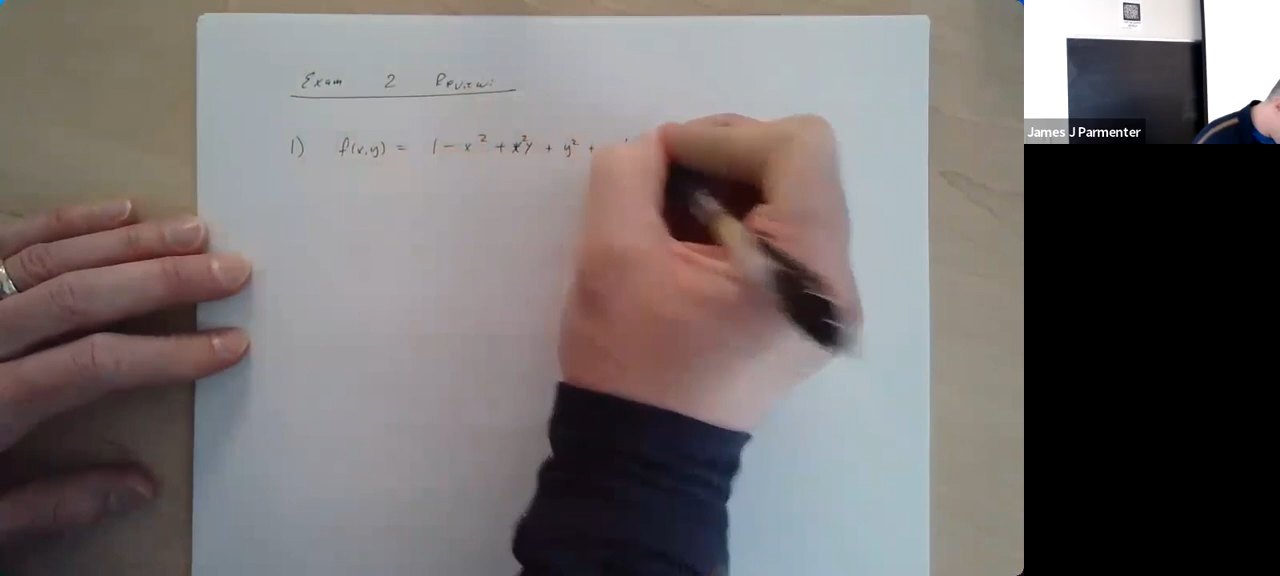 Exam 2 Review:
1) f(x,y) = 1 - x² + x²y + y² +
James J Parmenter